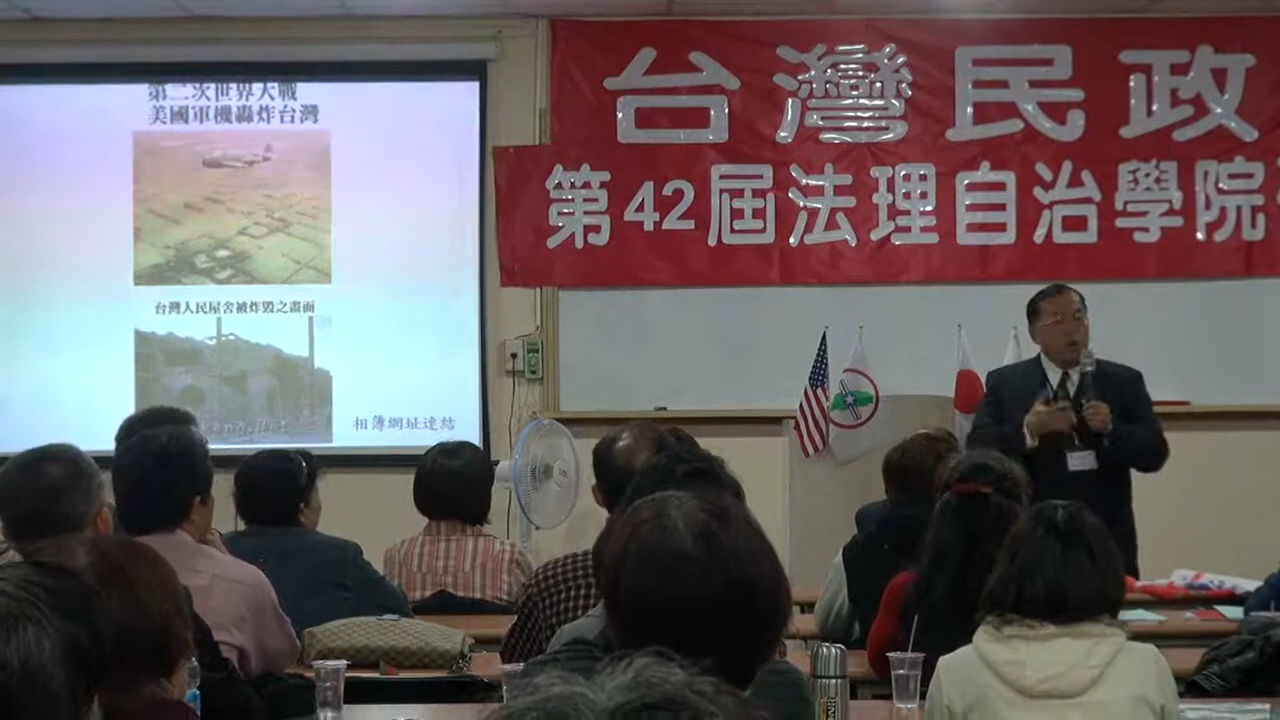 第二次世界大戰
美國軍機轟炸台灣
台灣人民屋舍被炸毀之畫面
相簿網址連結
台灣民政
第42屆法理自治學院